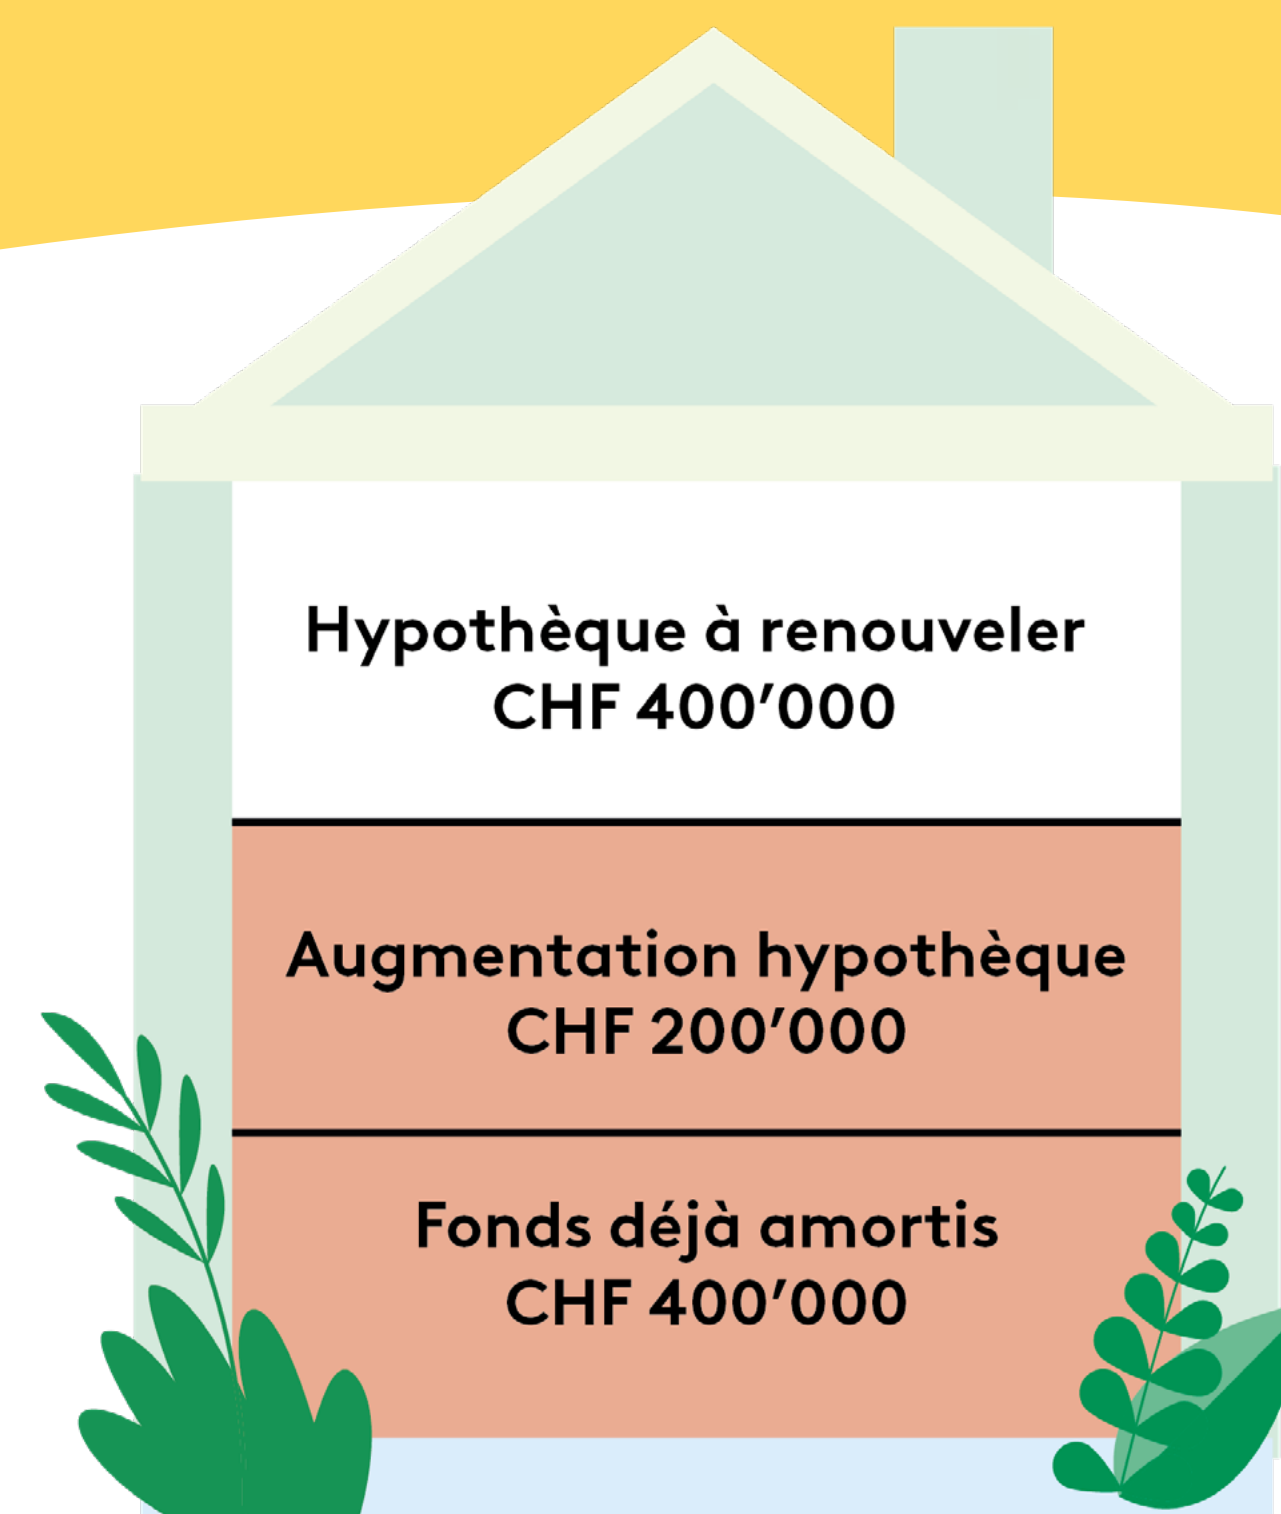 Hypothèque à renouveler
CHF 400’000
Augmentation hypothèque
CHF 200’000
Fonds déjà amortis
CHF 400’000